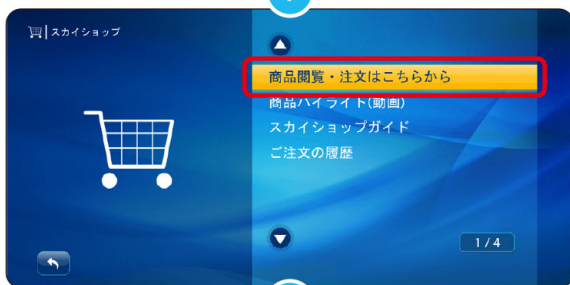 スカイショップ
商品閲覧・注文はこちらから
商品ハイライト(動画)
スカイショップガイド
ご注文の履歴
1/4